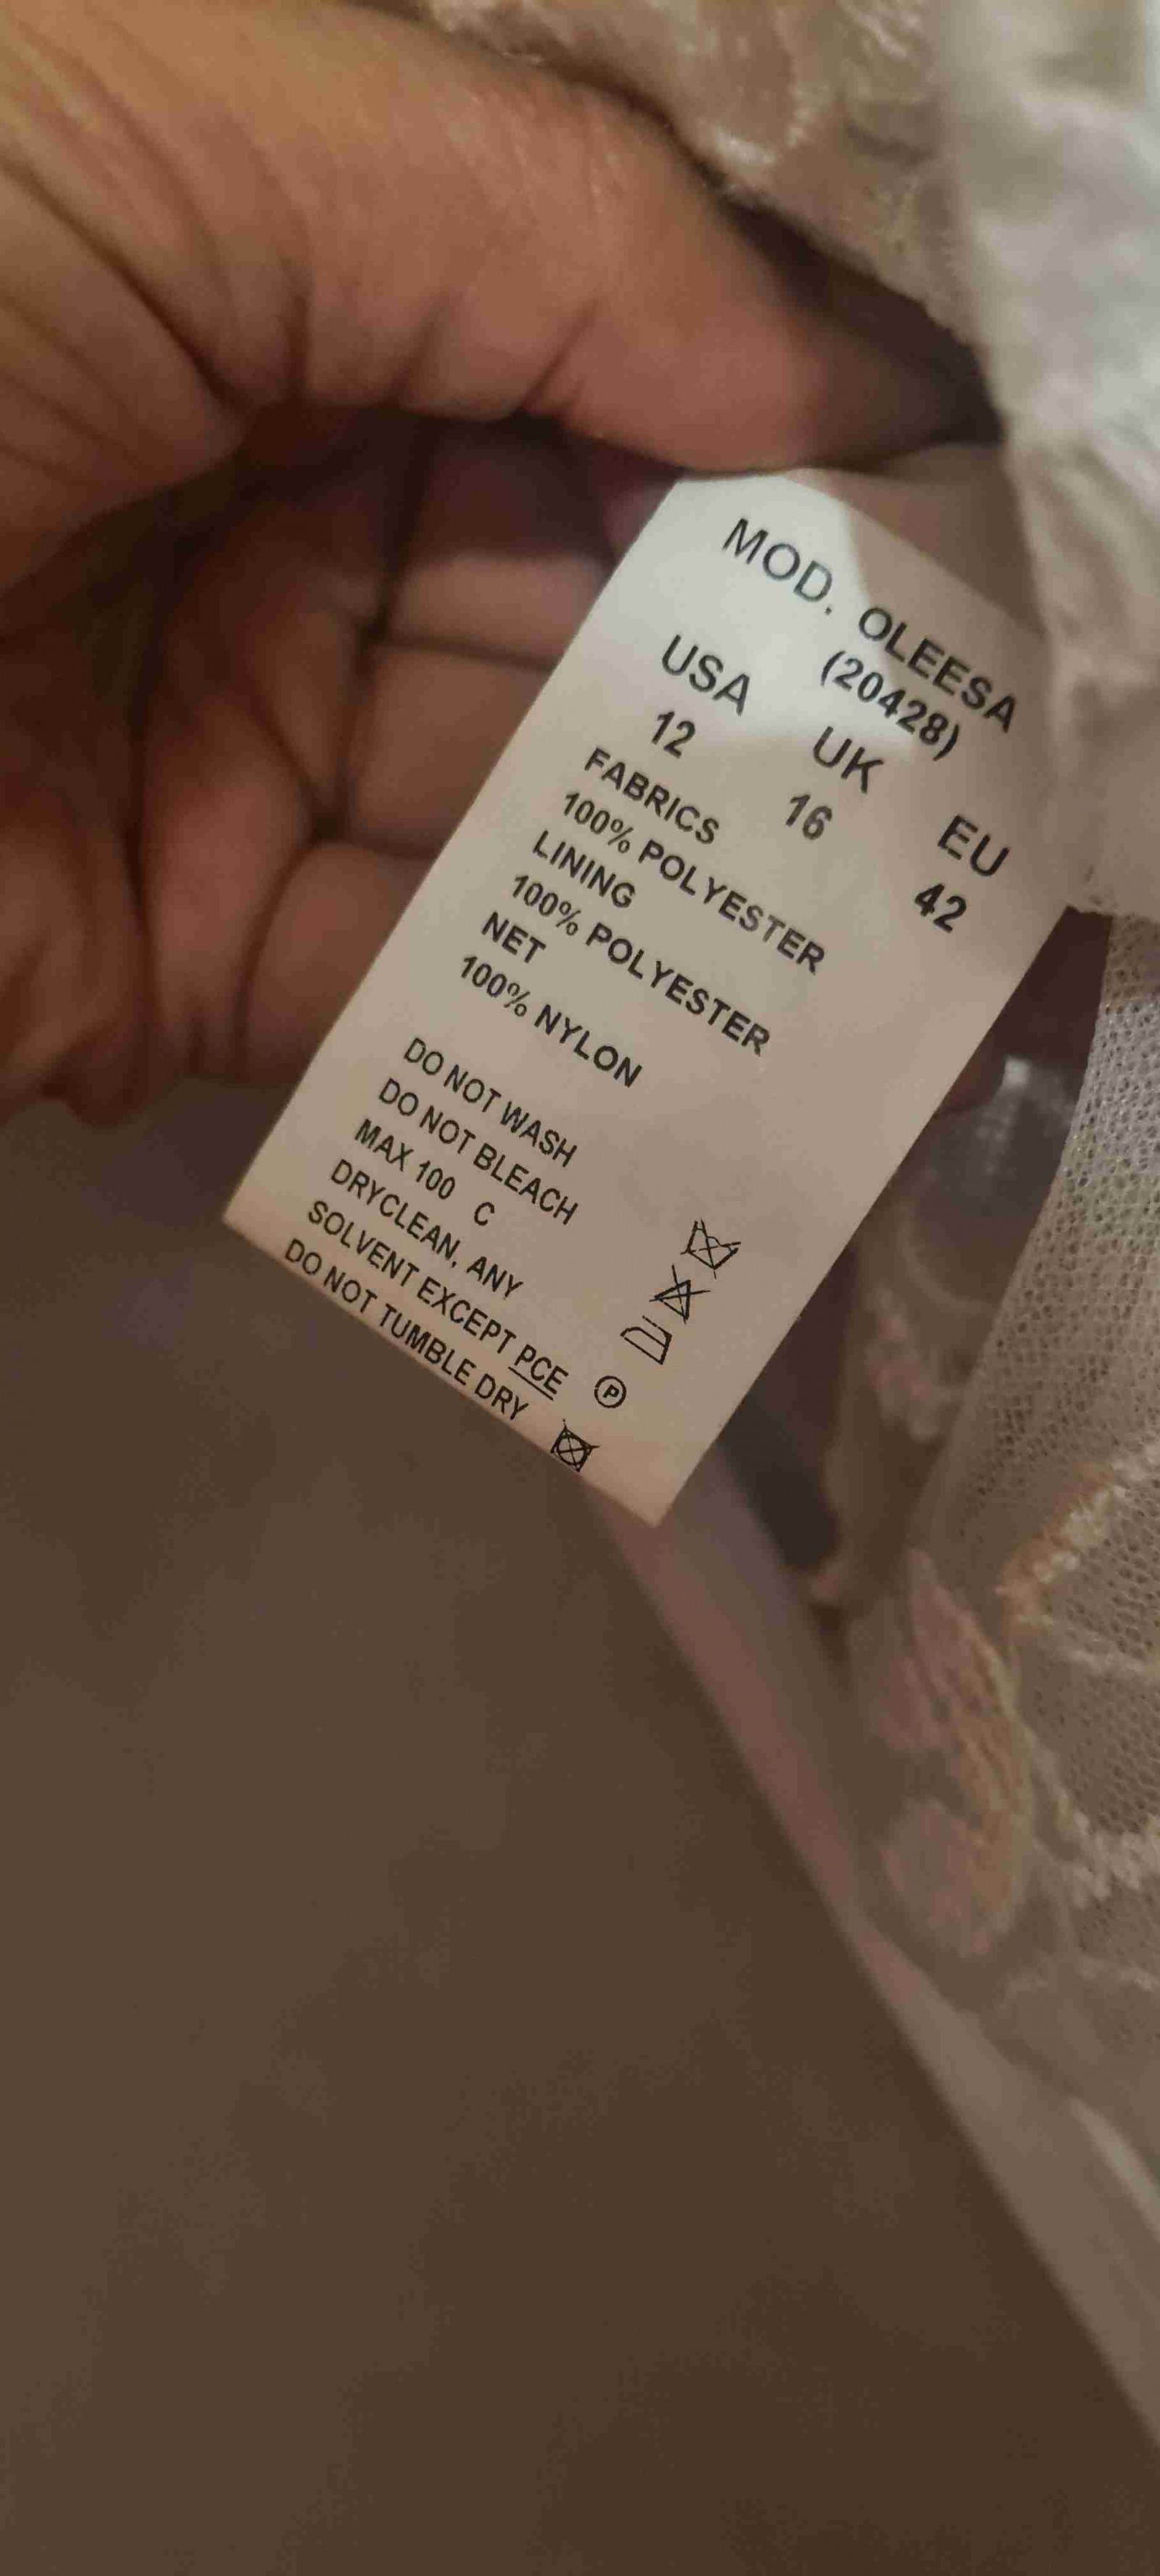 MOD. OLEESA
(20428)
USA UK EU
12 16 42
FABRICS
100% POLYESTER
LINING
100% POLYESTER
NET
100% NYLON
DO NOT WASH
DO NOT BLEACH
MAX 100 C
DRYCLEAN, ANY
SOLVENT EXCEPT PCE P
DO NOT TUMBLE DRY